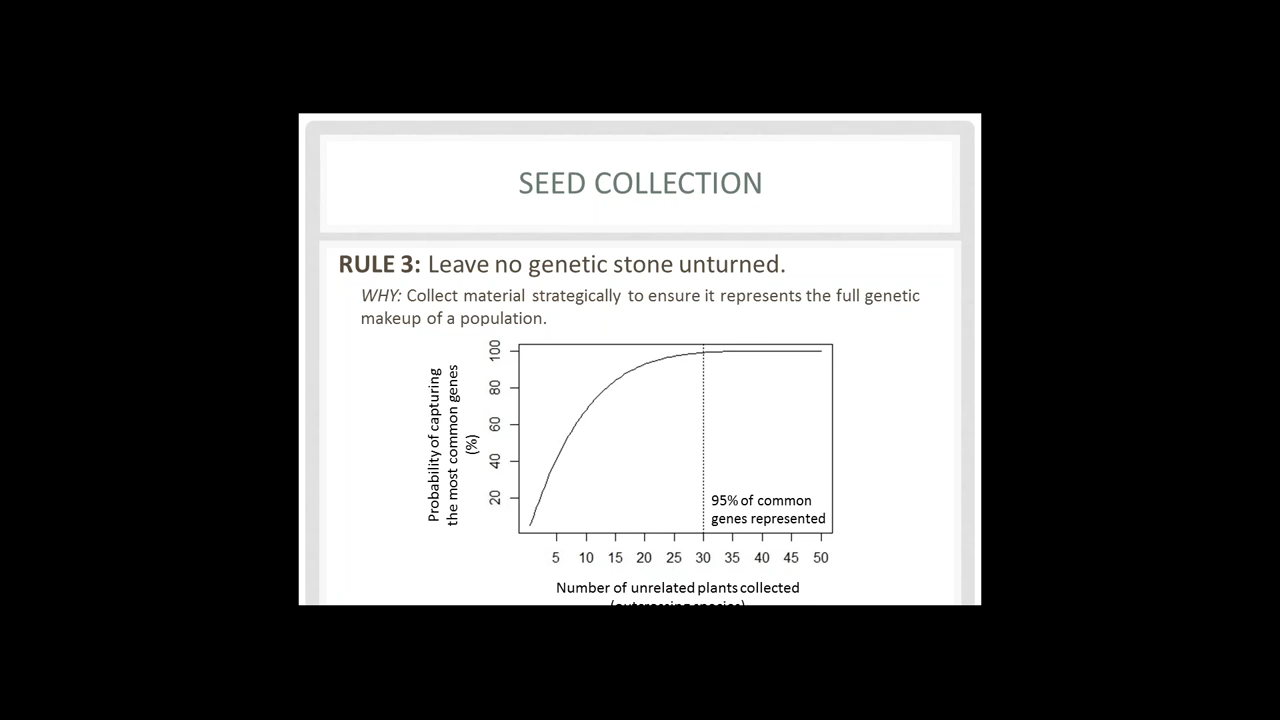 SEED COLLECTION
RULE 3: Leave no genetic stone unturned.
WHY: Collect material strategically to ensure it represents the full genetic
makeup of a population.
Probability of capturing
the most common genes
(%)
100
80
60
40
20
95% of common
genes represented
5 10 15 20 25 30 35 40 45 50
Number of unrelated plants collected
(outcrossing species)